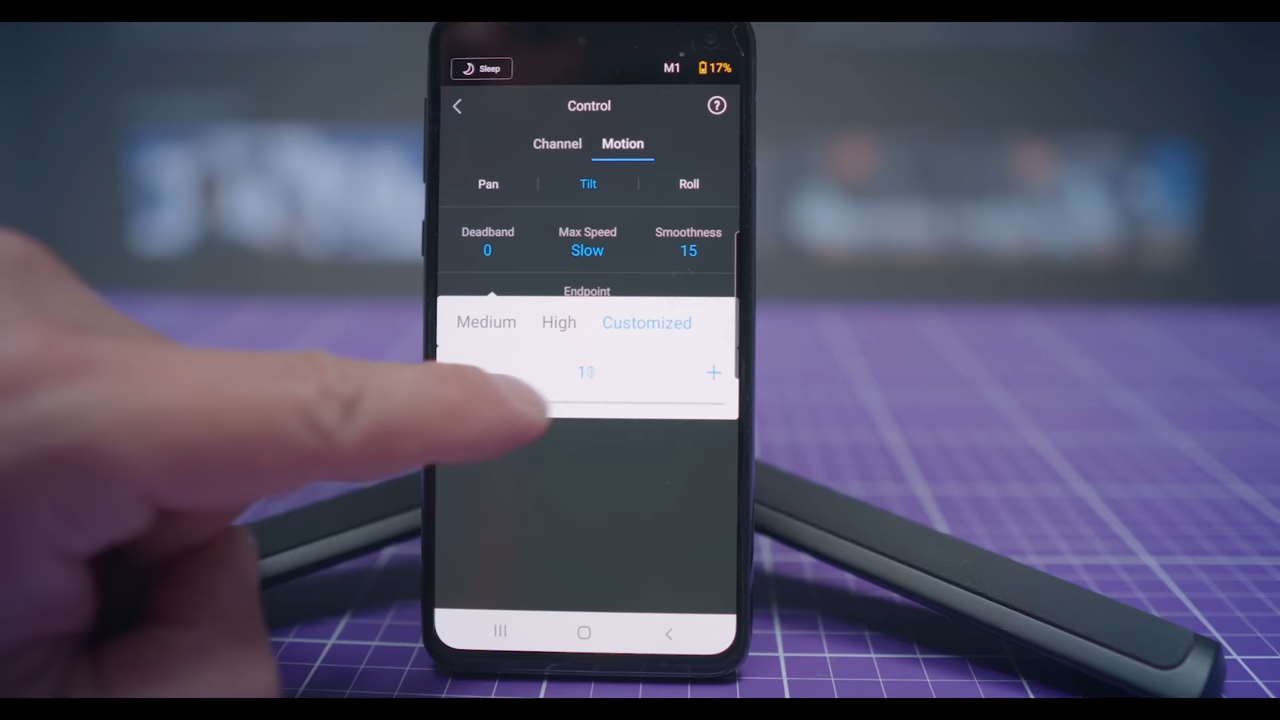 Sleep M1 17%
Control ?
Channel Motion
Pan Tilt Roll
Deadband Max Speed Smoothness
0 Slow 15
Endpoint
Medium High Customized
+